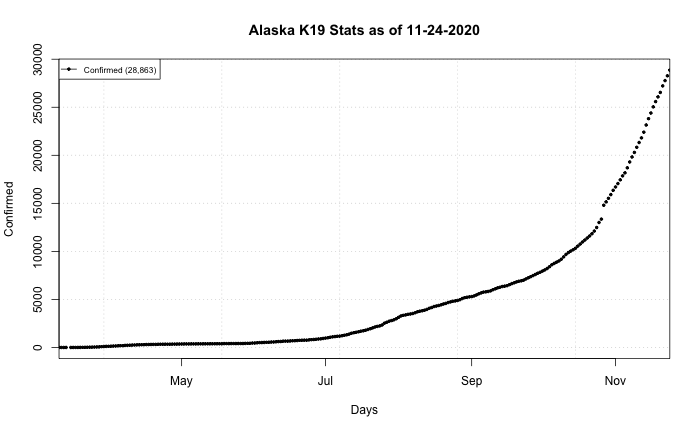 Alaska K19 Stats as of 11-24-2020
Confirmed (28,863)
30000
25000
20000
15000
10000
5000
0
Confirmed
May
Jul
Sep
Nov
Days